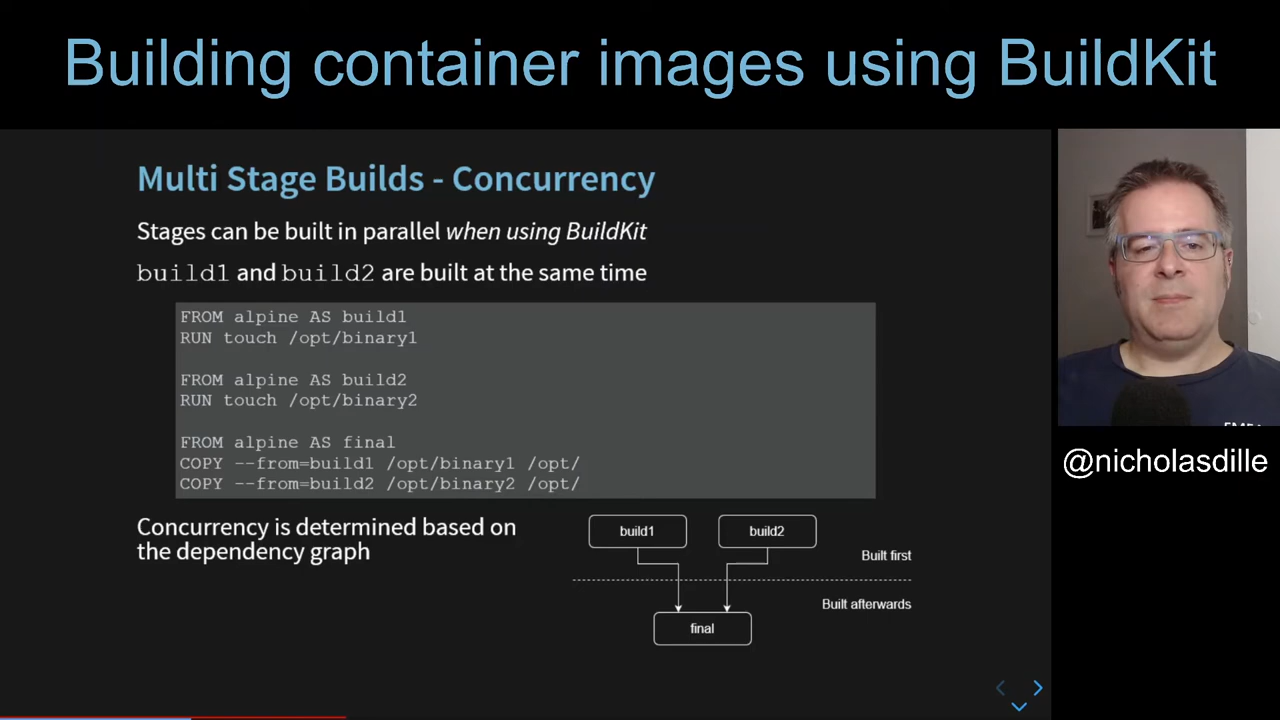 Building container images using BuildKit
Multi Stage Builds - Concurrency
Stages can be built in parallel when using BuildKit
build1 and build2 are built at the same time
FROM alpine AS build1
RUN touch /opt/binary1
FROM alpine AS build2
RUN touch /opt/binary2
FROM alpine AS final
COPY --from=build1 /opt/binary1 /opt/
COPY --from=build2 /opt/binary2 /opt/
Concurrency is determined based on
the dependency graph
build1
build2
Built first
Built afterwards
final
@nicholasdille